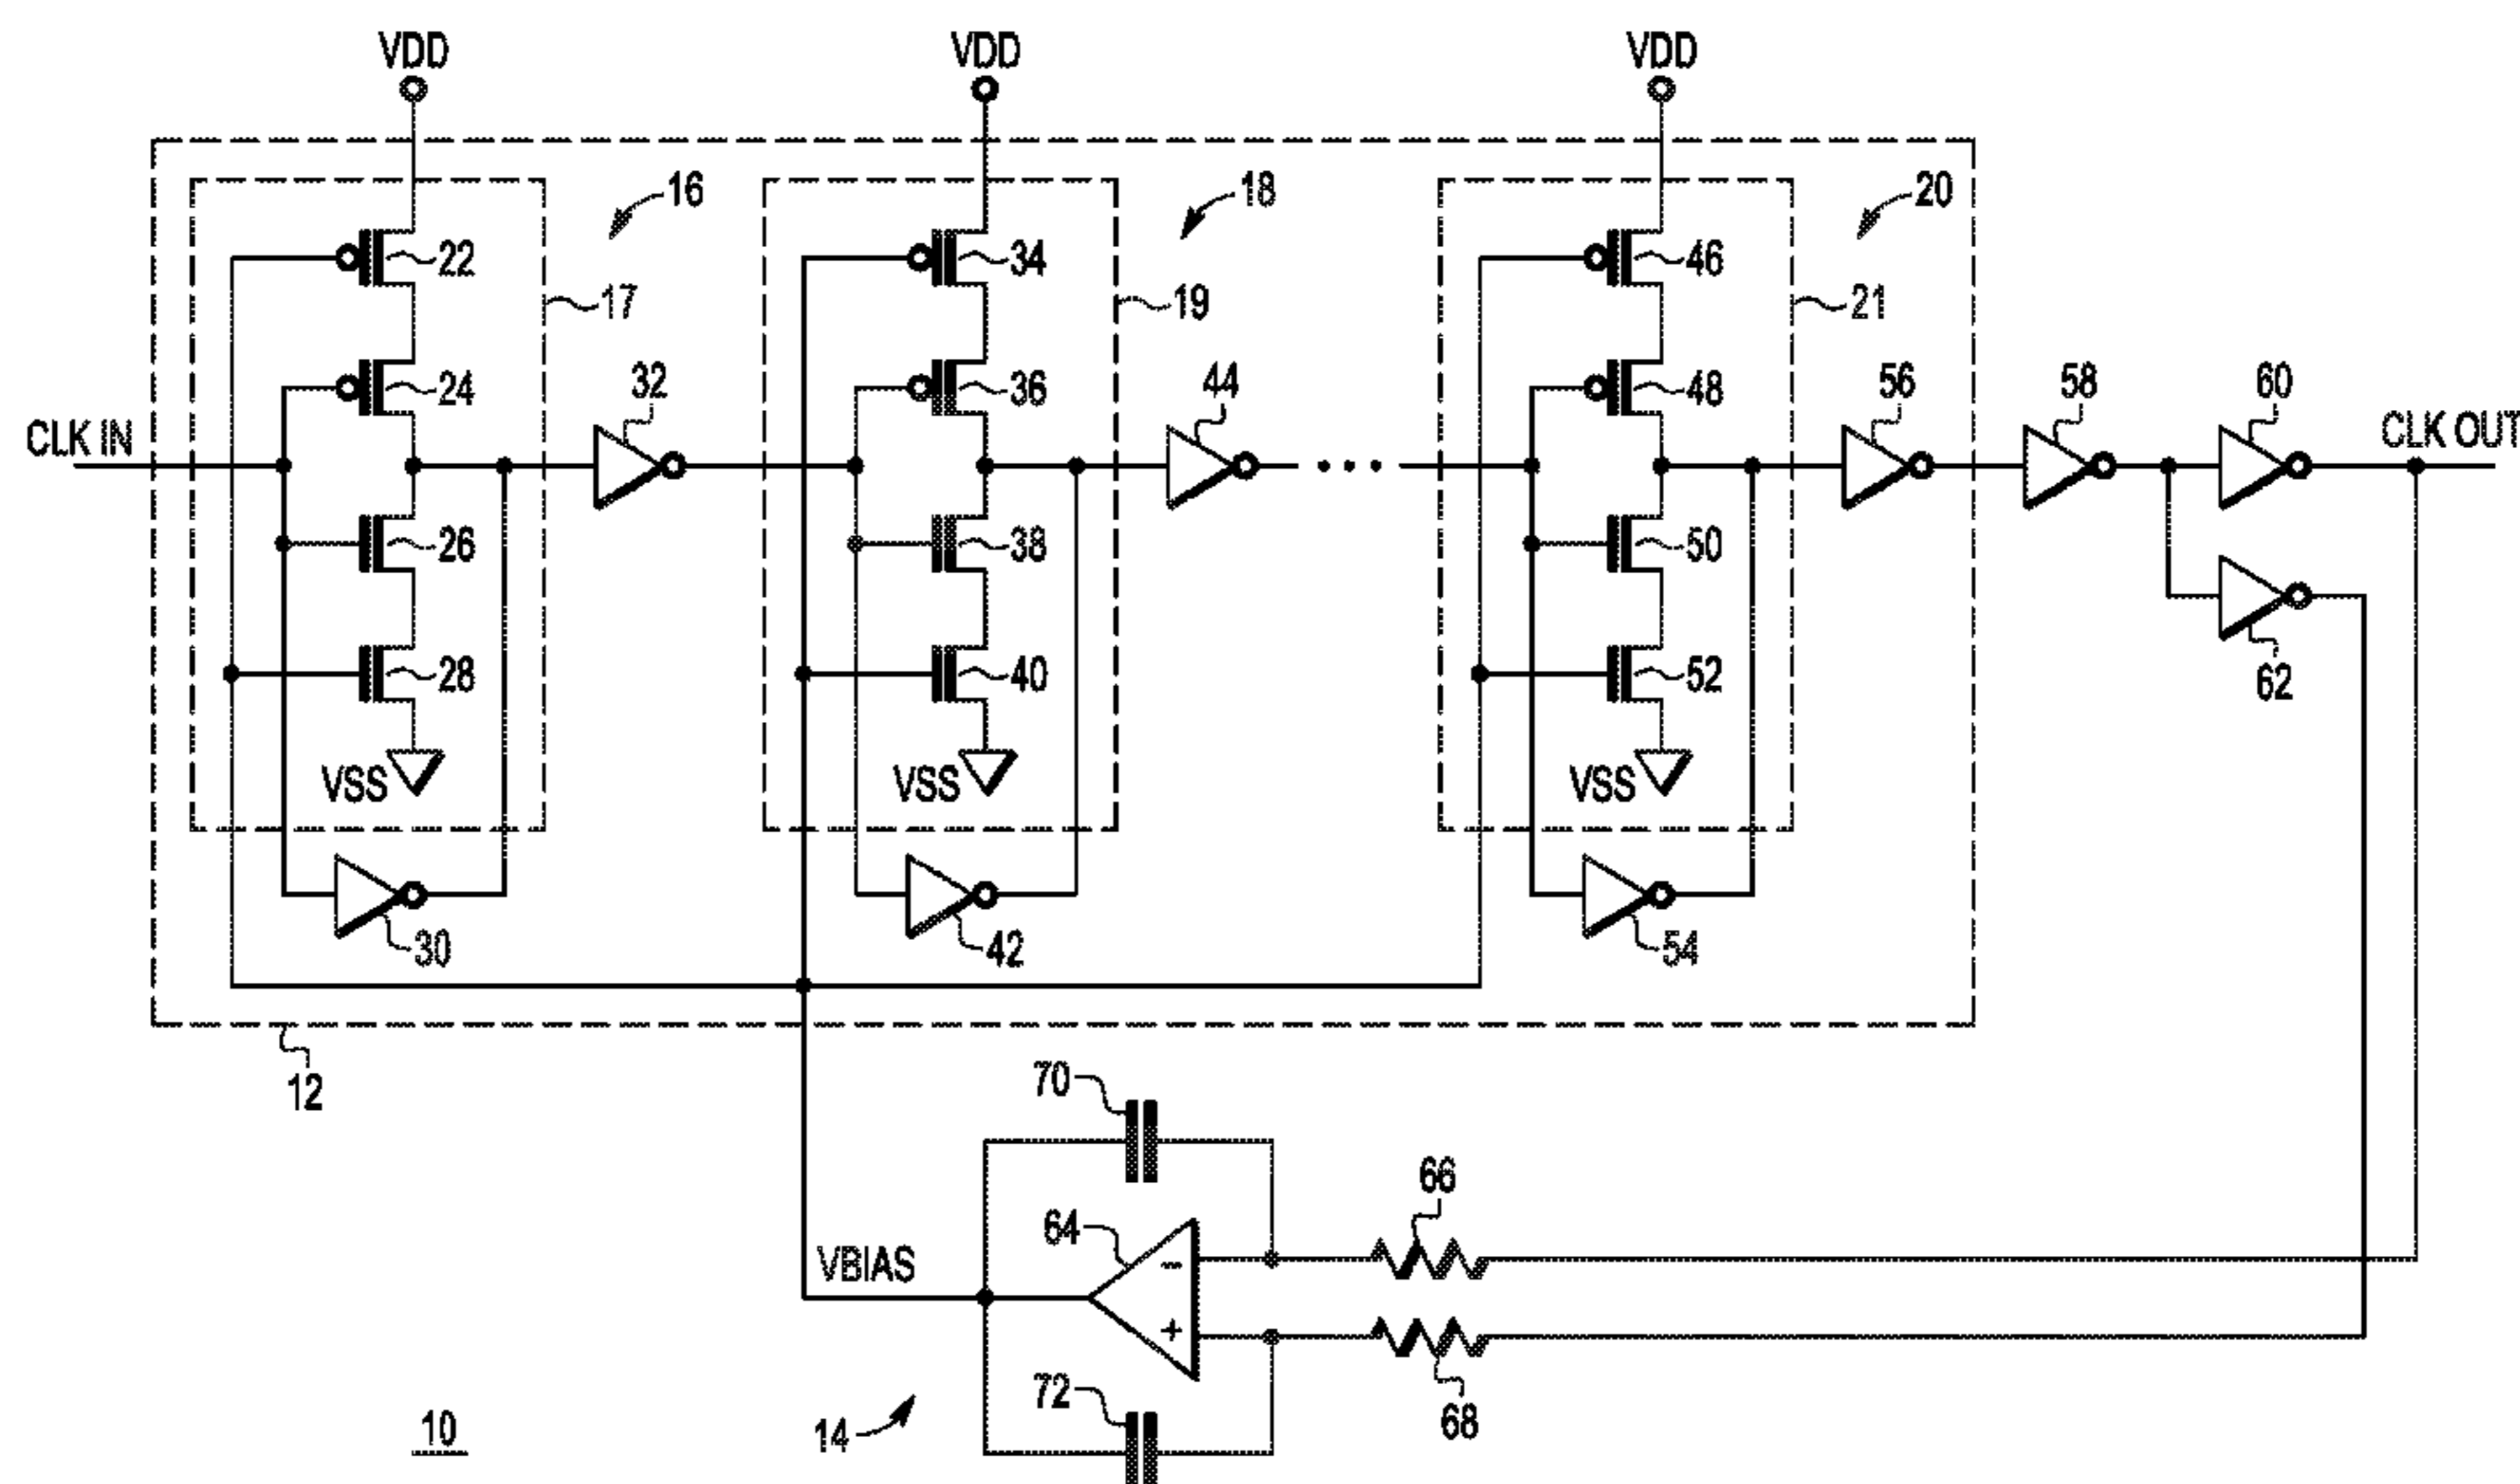 VDD VDD VDD
16 18 20
22 34 46
17 19 21
24 32 36 44 48 56 58 60
CLK IN CLK OUT
26 38 50
28 40 52 62
VSS VSS VSS
30 42 54
12
70
66
64
VBIAS
-
+
72
68
14
10